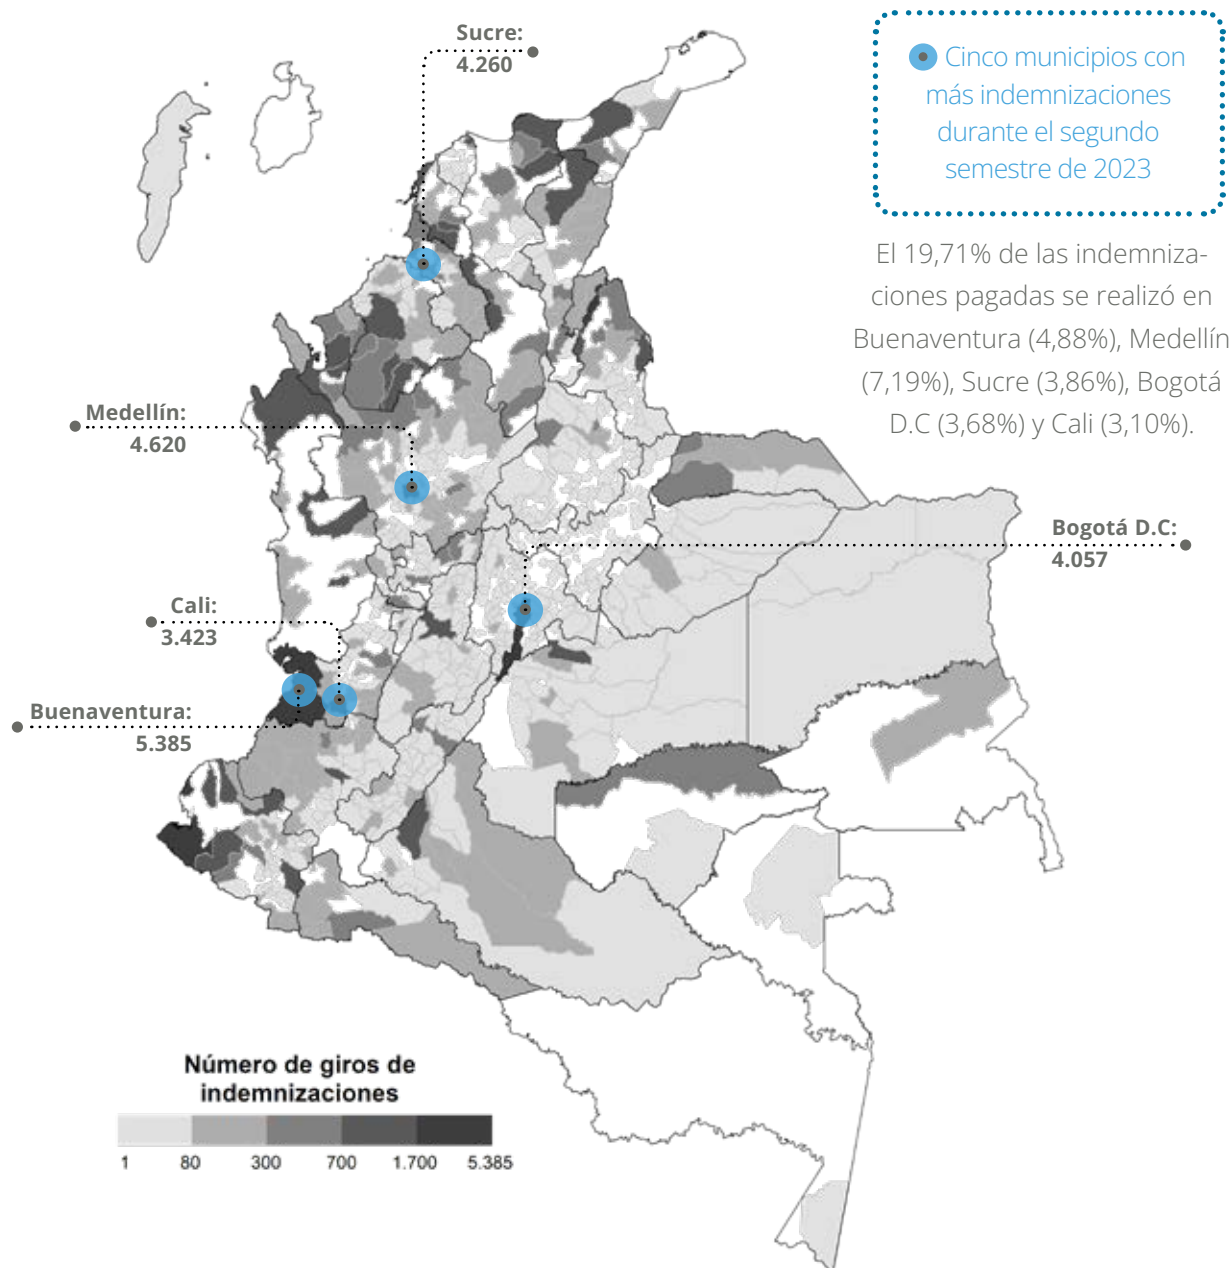 Sucre:
4.260
Cinco municipios con
más indemnizaciones
durante el segundo
semestre de 2023
El 19,71% de las indemniza-
ciones pagadas se realizó en
Buenaventura (4,88%), Medellín
(7,19%), Sucre (3,86%), Bogotá
D.C (3,68%) y Cali (3,10%).
Medellín:
4.620
Bogotá D.C:
4.057
Cali:
3.423
Buenaventura:
5.385
Número de giros de
indemnizaciones
1 80 300 700 1.700 5.385